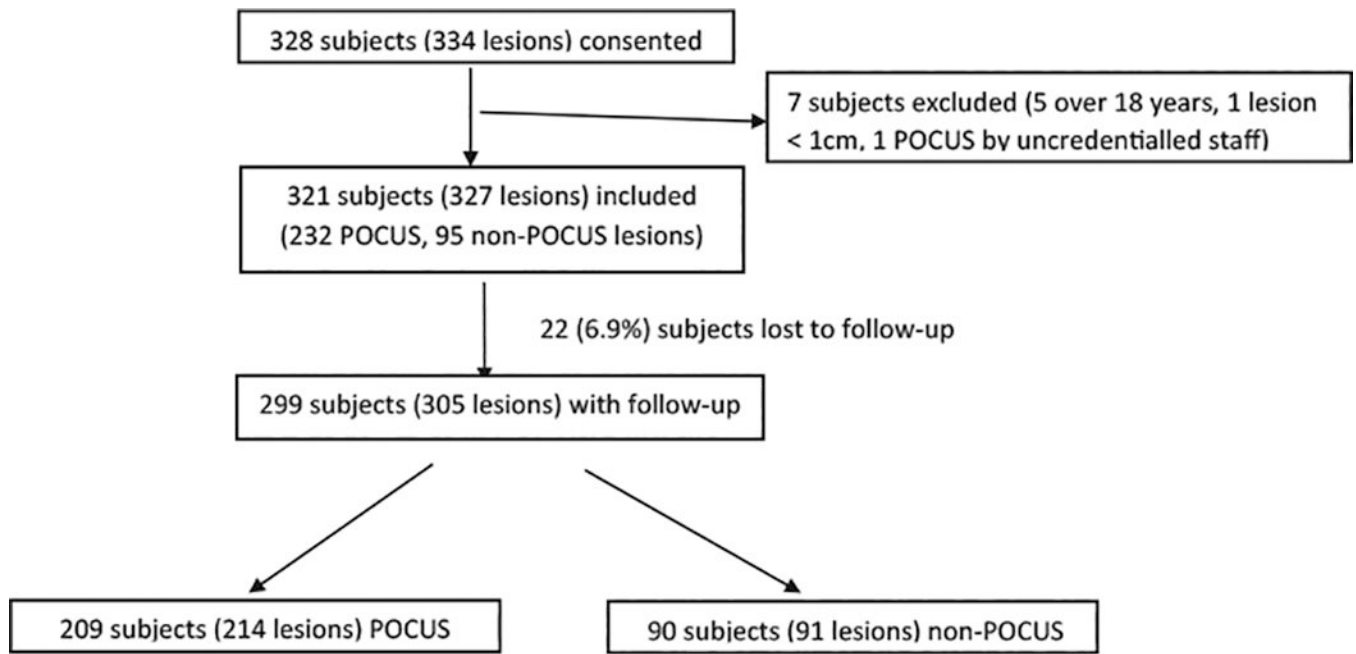 328 subjects (334 lesions) consented
7 subjects excluded (5 over 18 years, 1 lesion
< 1cm, 1 POCUS by uncredentialled staff)
321 subjects (327 lesions) included
(232 POCUS, 95 non-POCUS lesions)
22 (6.9%) subjects lost to follow-up
299 subjects (305 lesions) with follow-up
209 subjects (214 lesions) POCUS
90 subjects (91 lesions) non-POCUS